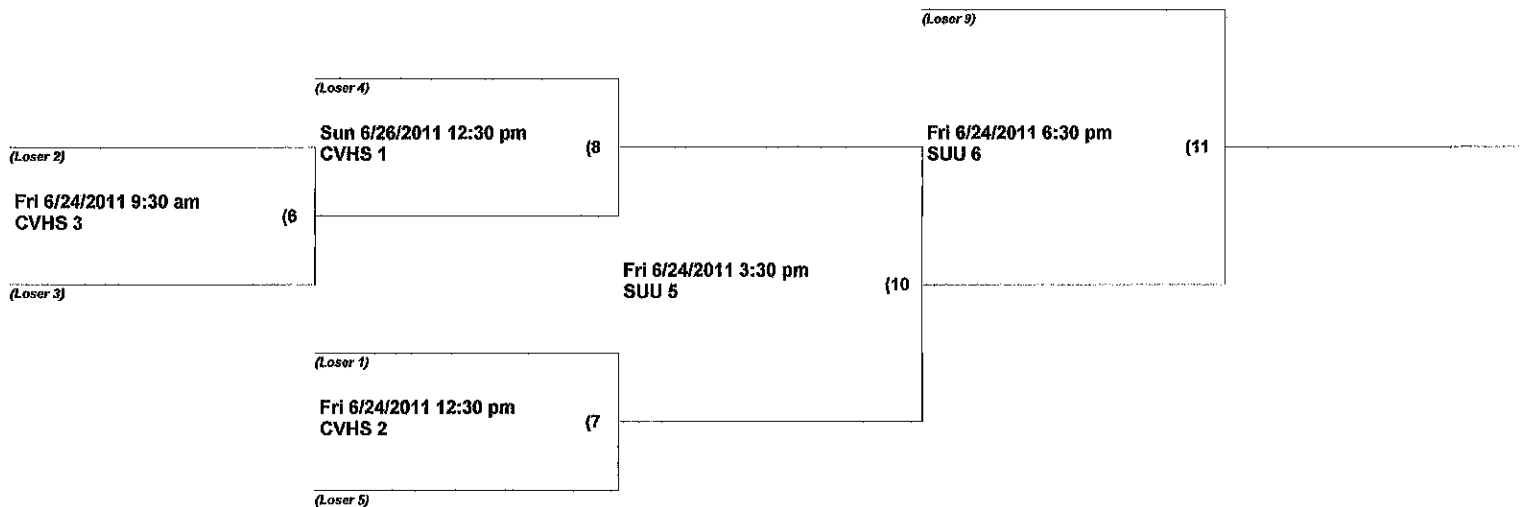 (Loser 9)
(Loser 4)
Sun 6/26/2011 12:30 pm
CVHS 1
(8
Fri 6/24/2011 6:30 pm
SUU 6
(11
(Loser 2)
Fri 6/24/2011 9:30 am
CVHS 3
(6
Fri 6/24/2011 3:30 pm
SUU 5
(10
(Loser 3)
(Loser 1)
Fri 6/24/2011 12:30 pm
CVHS 2
(7
(Loser 5)